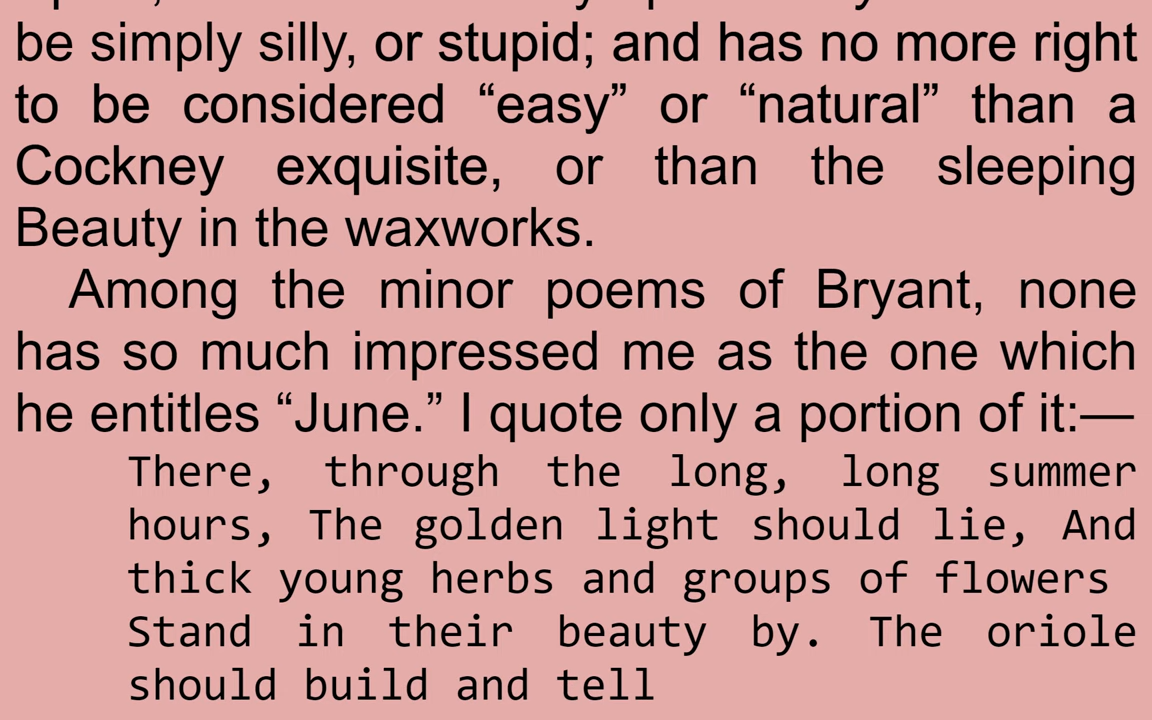 be simply silly, or stupid; and has no more right
to be considered “easy” or “natural” than a
Cockney exquisite, or than the sleeping
Beauty in the waxworks.
Among the minor poems of Bryant, none
has so much impressed me as the one which
he entitles “June.” I quote only a portion of it:—
There, through the long, long summer
hours, The golden light should lie, And
thick young herbs and groups of flowers
Stand in their beauty by. The oriole
should build and tell